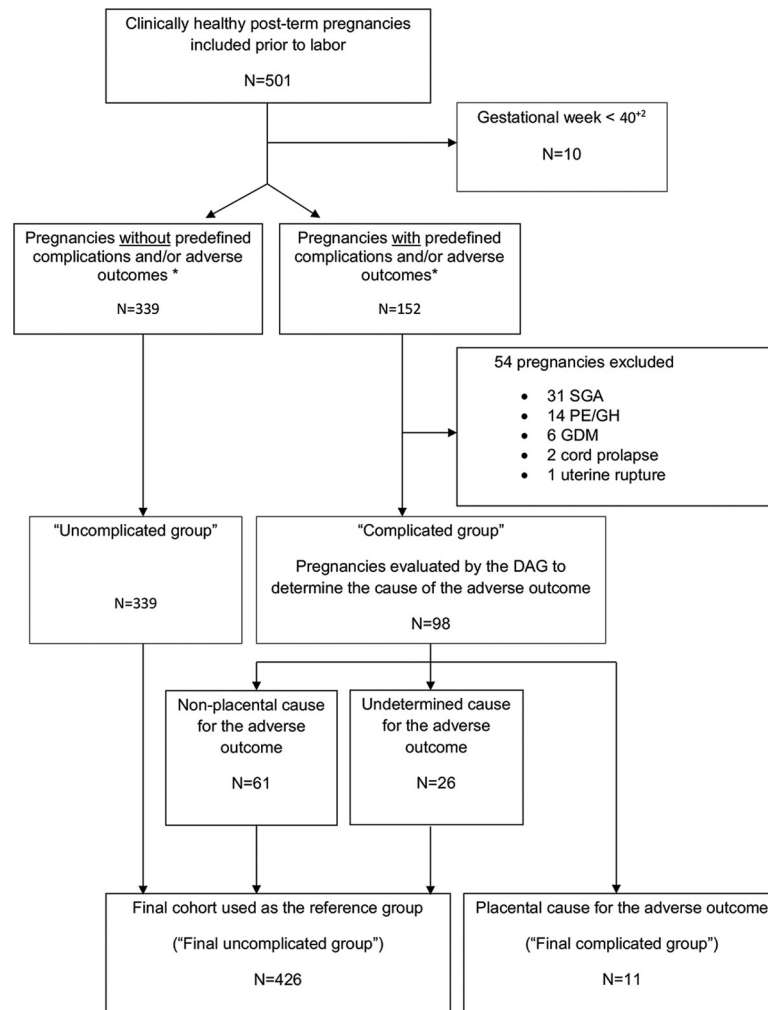 Clinically healthy post-term pregnancies
included prior to labor
N=501
Gestational week < 40⁺²
N=10
Pregnancies without predefined
complications and/or adverse
outcomes *
N=339
Pregnancies with predefined
complications and/or adverse
outcomes*
N=152
54 pregnancies excluded
• 31 SGA
• 14 PE/GH
• 6 GDM
• 2 cord prolapse
• 1 uterine rupture
“Uncomplicated group”
N=339
“Complicated group”
Pregnancies evaluated by the DAG to
determine the cause of the adverse outcome
N=98
Non-placental cause
for the adverse
outcome
N=61
Undetermined cause
for the adverse
outcome
N=26
Final cohort used as the reference group
(“Final uncomplicated group”)
N=426
Placental cause for the adverse outcome
(“Final complicated group”)
N=11